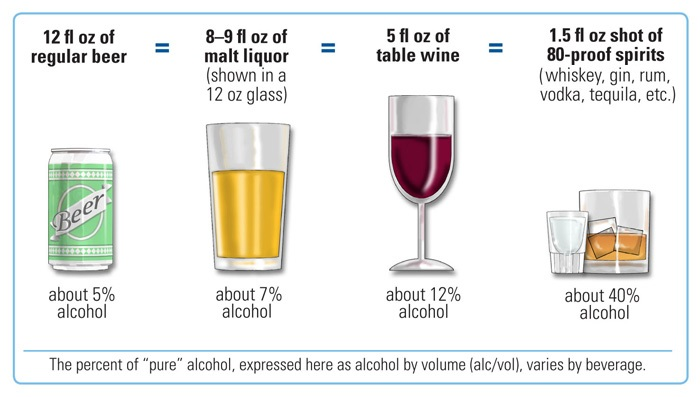 12 fl oz of
regular beer
=
8–9 fl oz of
malt liquor
(shown in a
12 oz glass)
=
5 fl oz of
table wine
=
1.5 fl oz shot of
80-proof spirits
(whiskey, gin, rum,
vodka, tequila, etc.)
Beer
about 5%
alcohol
about 7%
alcohol
about 12%
alcohol
about 40%
alcohol
The percent of “pure” alcohol, expressed here as alcohol by volume (alc/vol), varies by beverage.